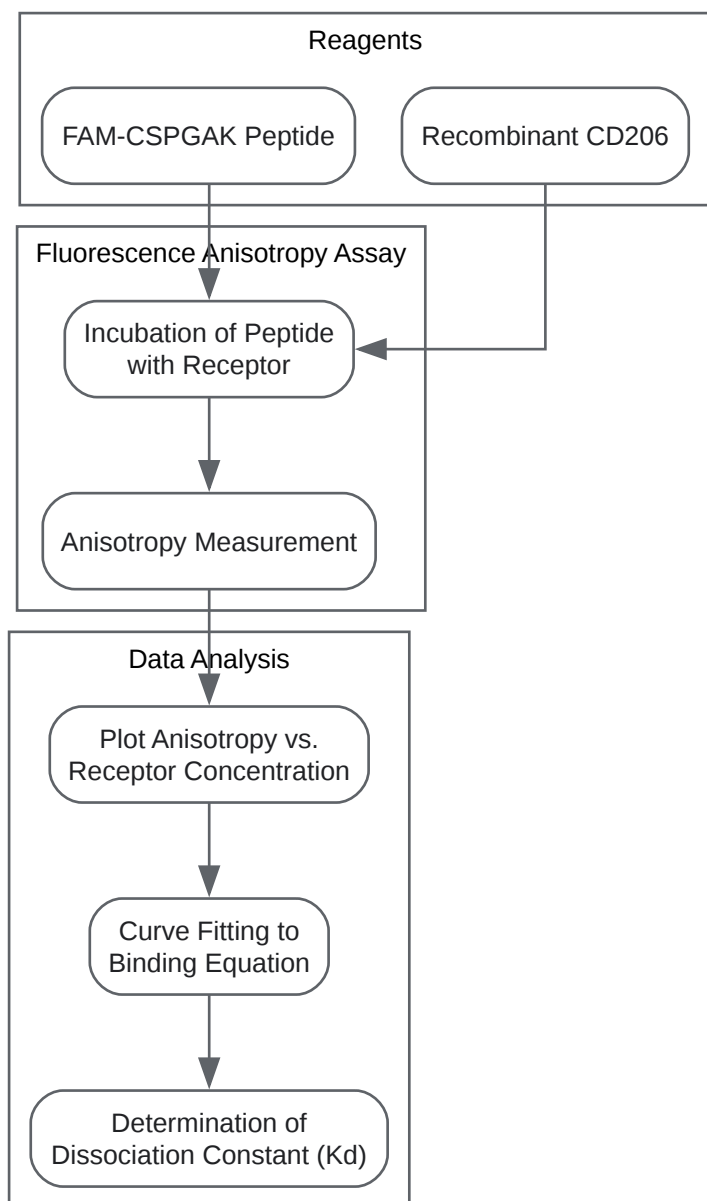 Reagents
FAM-CSPGAK Peptide
Recombinant CD206
Fluorescence Anisotropy Assay
Incubation of Peptide
with Receptor
Anisotropy Measurement
Data Analysis
Plot Anisotropy vs.
Receptor Concentration
Curve Fitting to
Binding Equation
Determination of
Dissociation Constant (Kd)